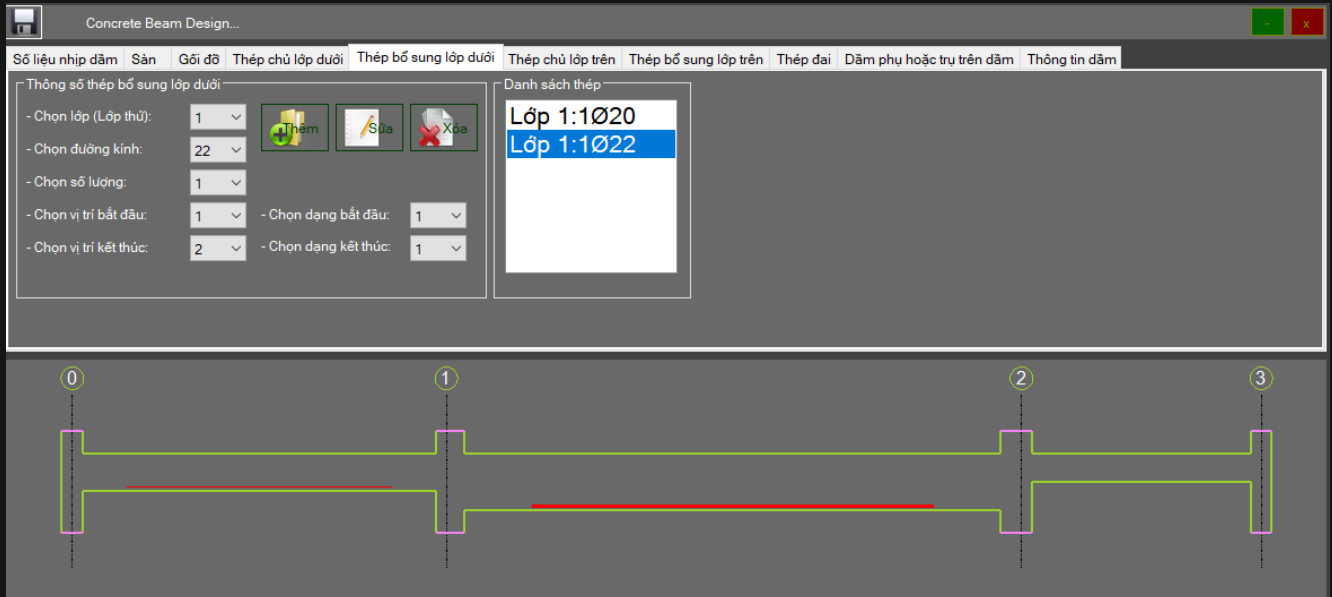 Concrete Beam Design...
- x
Số liệu nhịp dầm Sàn Gối đỡ Thép chủ lớp dưới Thép bổ sung lớp dưới Thép chủ lớp trên Thép bổ sung lớp trên Thép đai Dầm phụ hoặc trụ trên dầm Thông tin dầm
Thông số thép bổ sung lớp dưới
- Chọn lớp (Lớp thứ): 1 Thêm Sửa Xóa
- Chọn đường kính: 22
- Chọn số lượng: 1
- Chọn vị trí bắt đầu: 1 - Chọn dạng bắt đầu: 1
- Chọn vị trí kết thúc: 2 - Chọn dạng kết thúc: 1
Danh sách thép
Lớp 1:1Ø20
Lớp 1:1Ø22
0 1 2 3